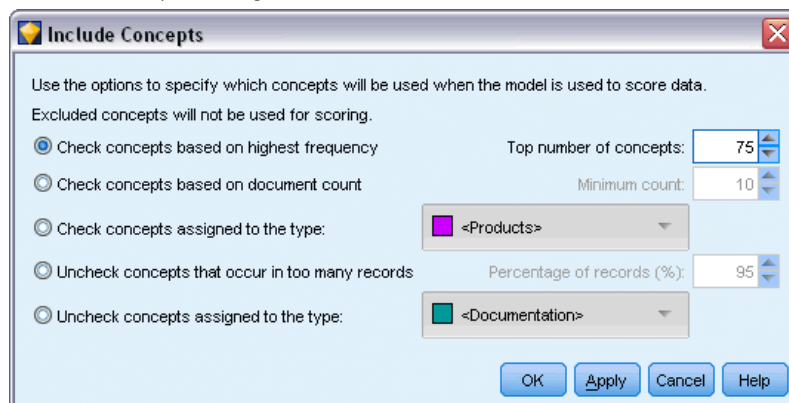 Include Concepts
Use the options to specify which concepts will be used when the model is used to score data.
Excluded concepts will not be used for scoring.
Check concepts based on highest frequency Top number of concepts: 75
Check concepts based on document count Minimum count: 10
Check concepts assigned to the type: <Products>
Uncheck concepts that occur in too many records Percentage of records (%): 95
Uncheck concepts assigned to the type: <Documentation>
OK Apply Cancel Help